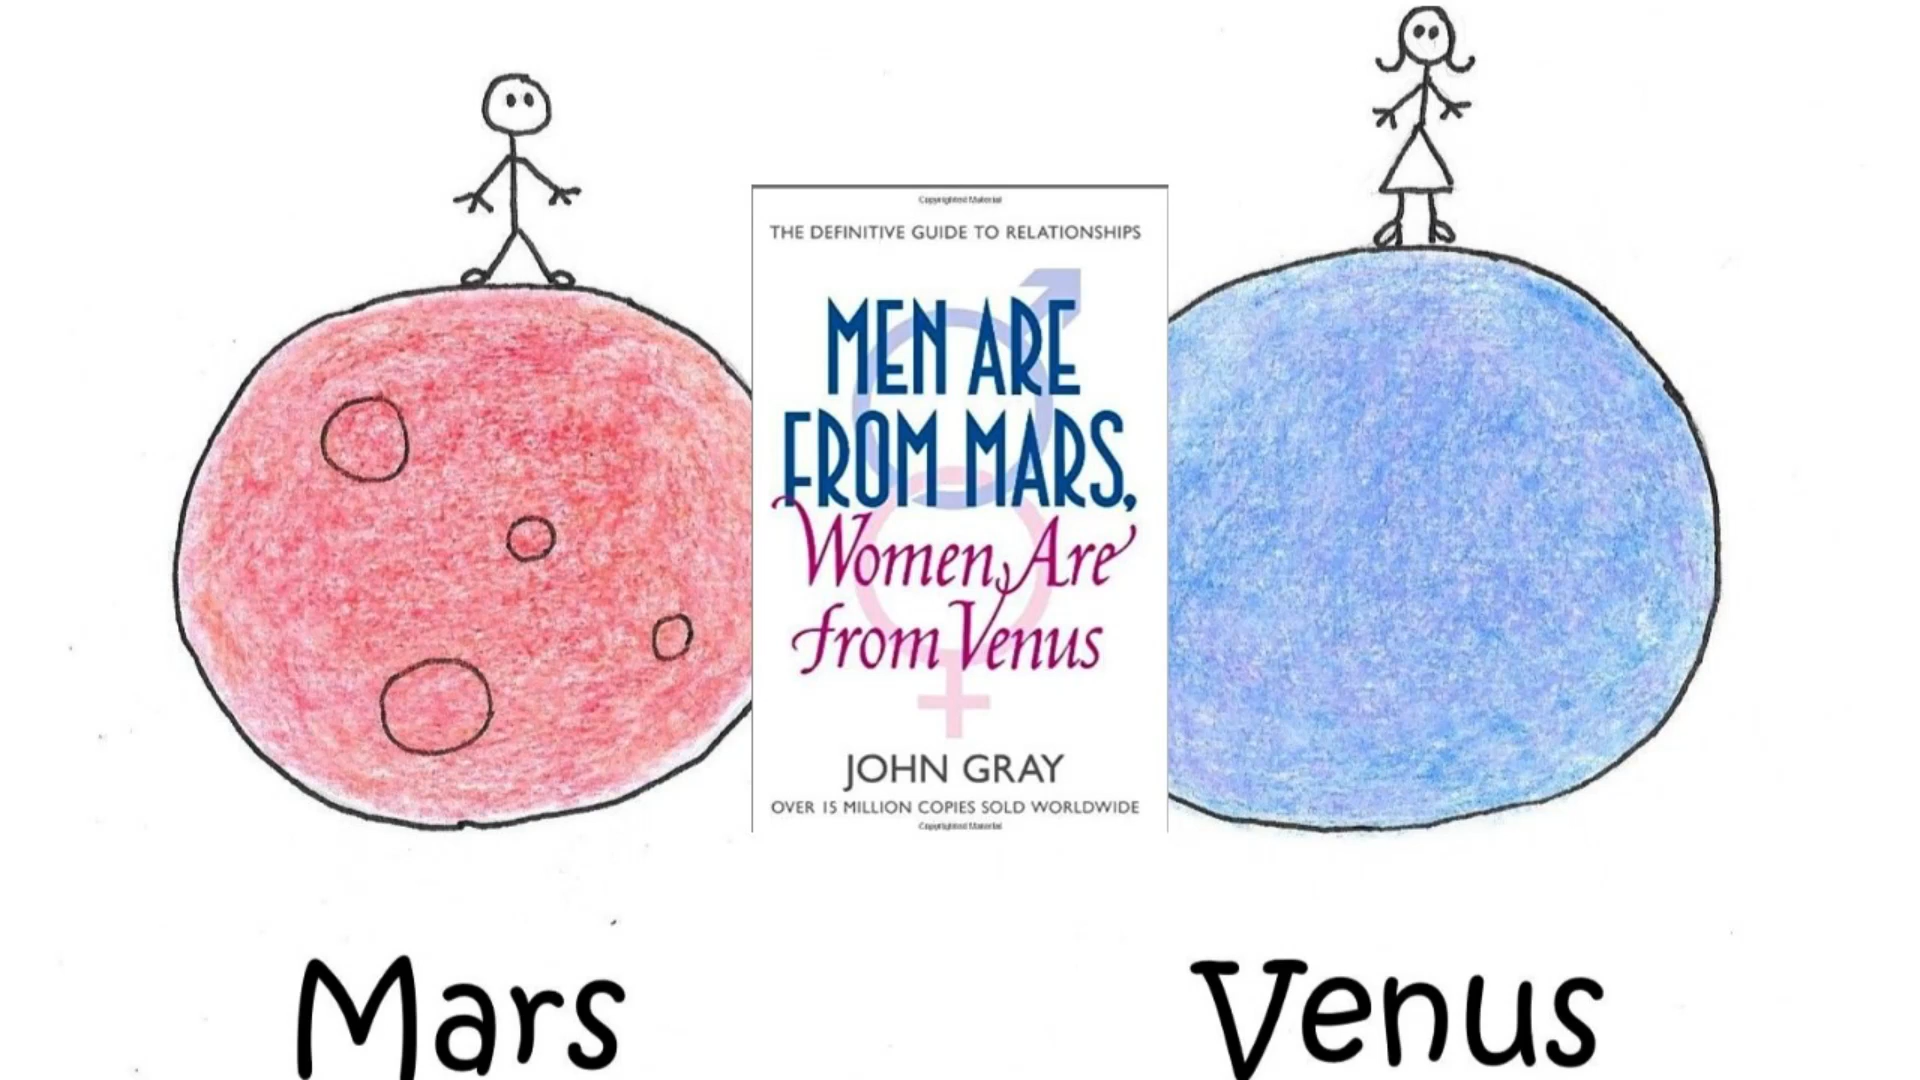 Copyrighted Material
THE DEFINITIVE GUIDE TO RELATIONSHIPS
MEN ARE
FROM MARS,
Women Are
from Venus
JOHN GRAY
OVER 15 MILLION COPIES SOLD WORLDWIDE
Copyrighted Material
Mars
Venus